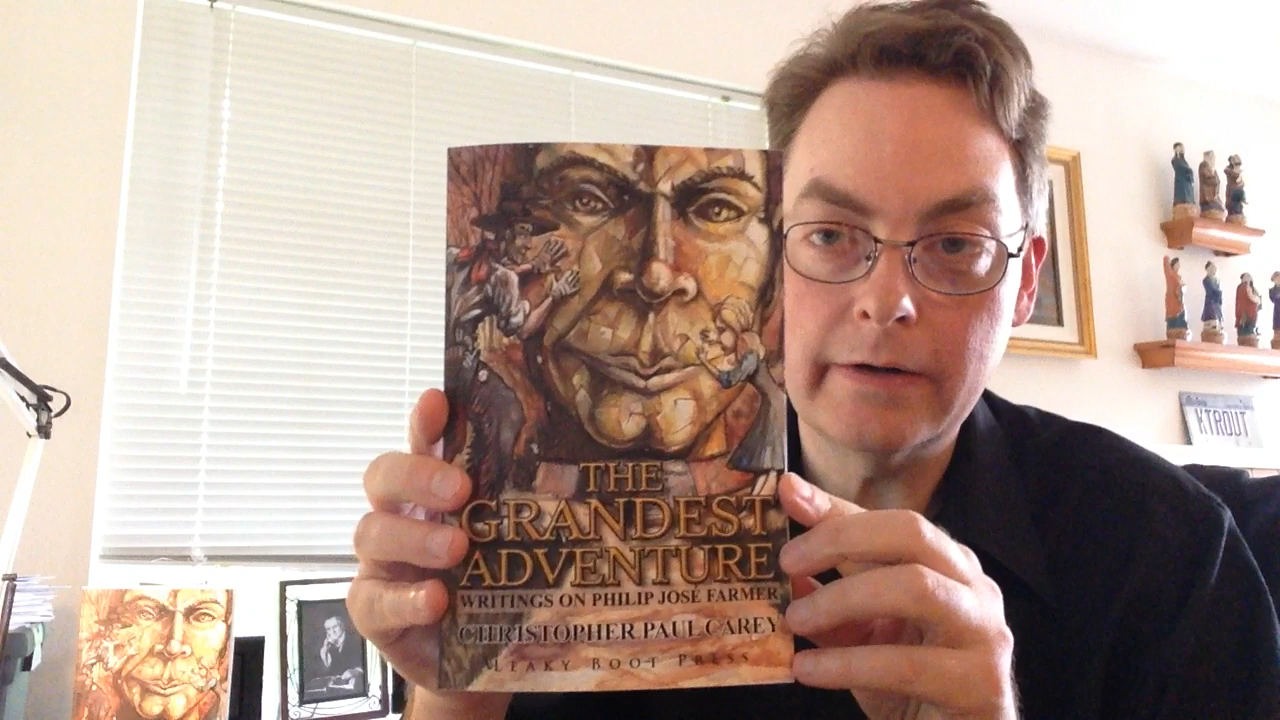 THE
GRANDEST
ADVENTURE
WRITINGS ON PHILIP JOSÉ FARMER
CHRISTOPHER PAUL CAREY
MEAKY BOOT PRESS
KTROUT